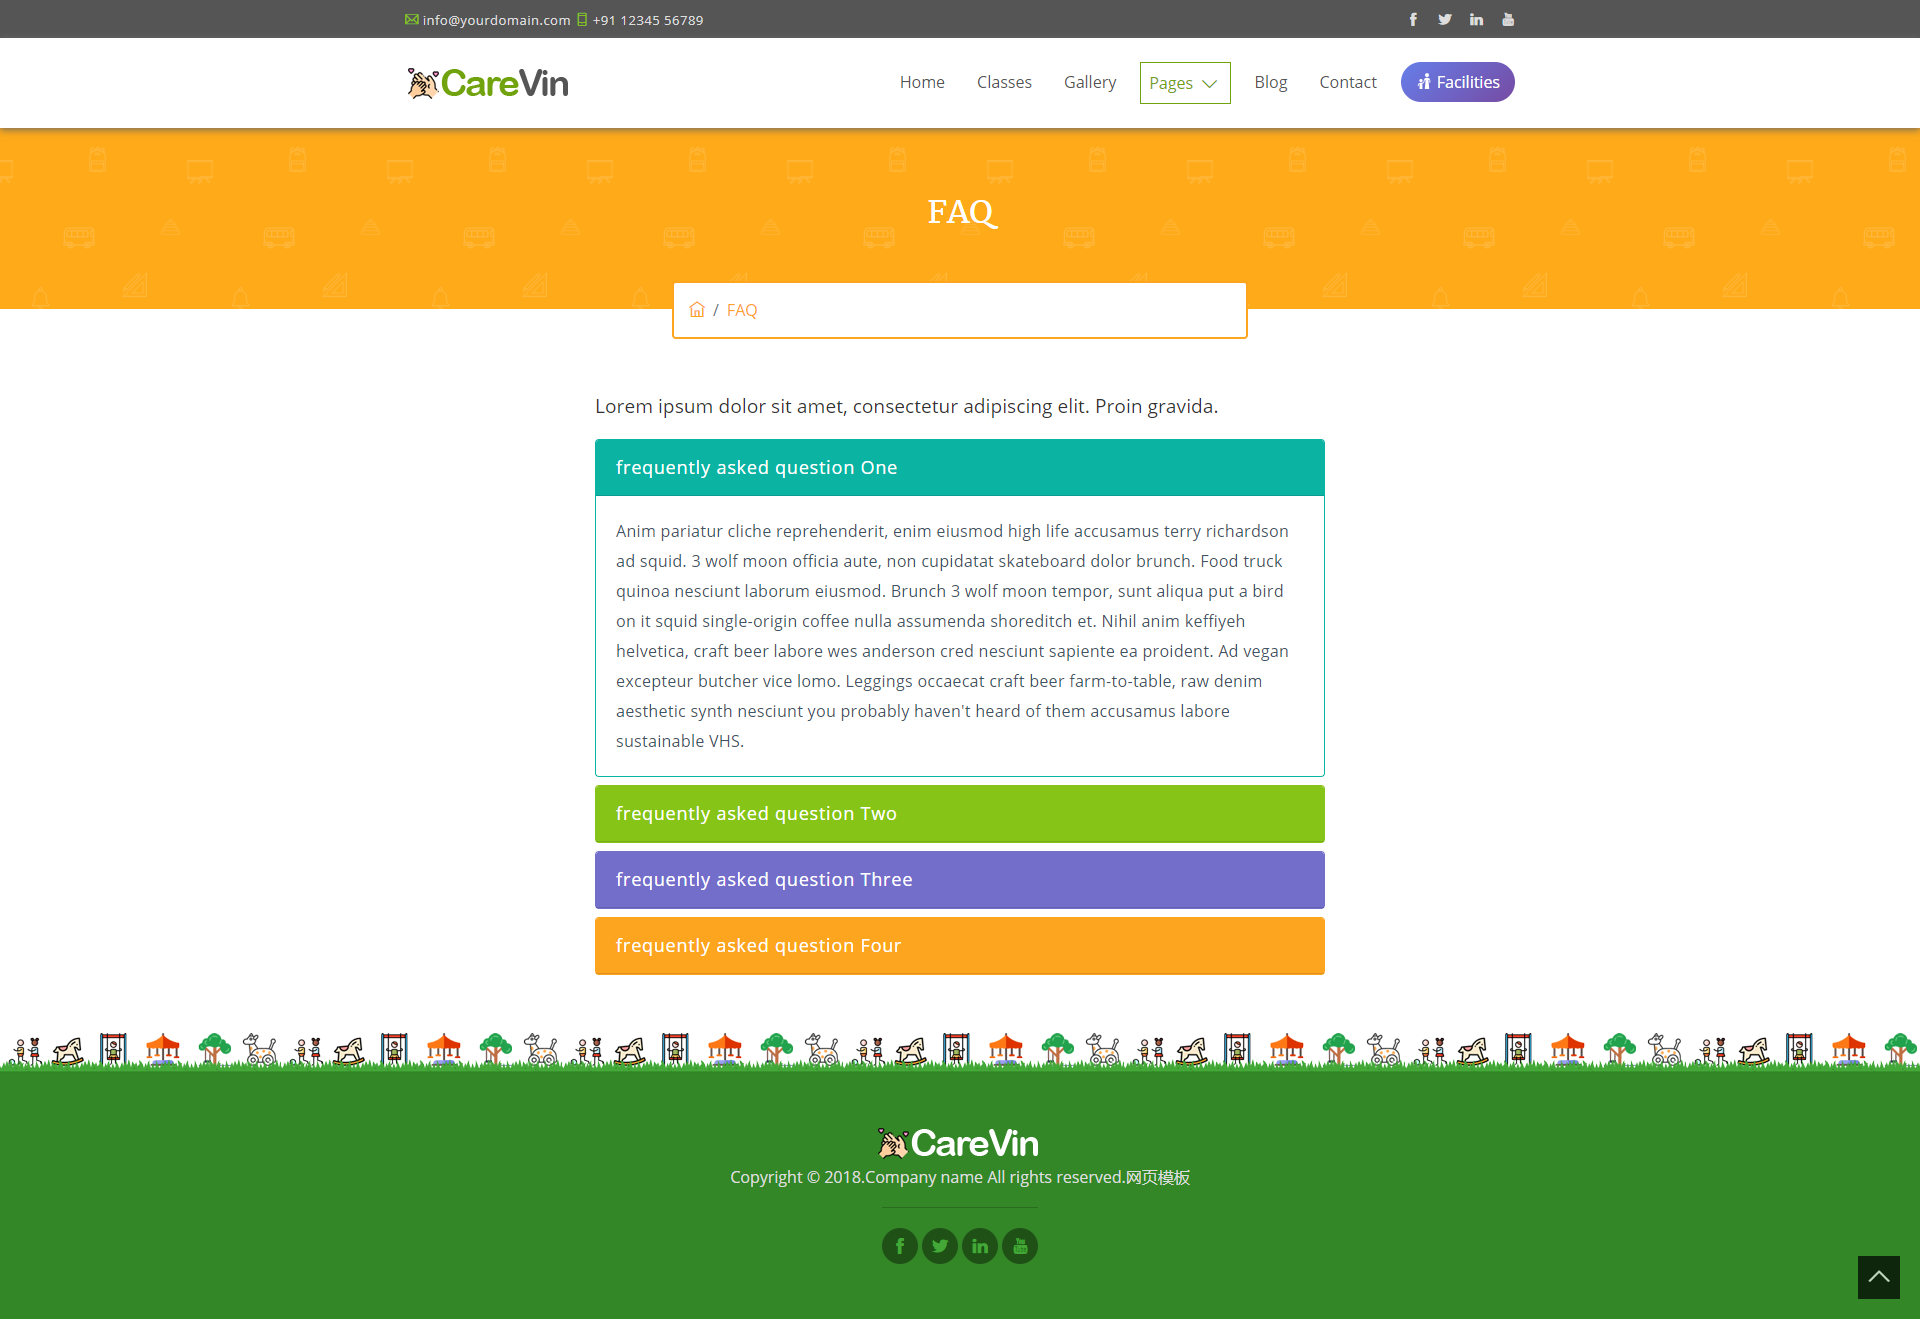 info@yourdomain.com +91 12345 56789
CareVin
Home Classes Gallery Pages Blog Contact Facilities
FAQ
/ FAQ
Lorem ipsum dolor sit amet, consectetur adipiscing elit. Proin gravida.
frequently asked question One
Anim pariatur cliche reprehenderit, enim eiusmod high life accusamus terry richardson
ad squid. 3 wolf moon officia aute, non cupidatat skateboard dolor brunch. Food truck
quinoa nesciunt laborum eiusmod. Brunch 3 wolf moon tempor, sunt aliqua put a bird
on it squid single-origin coffee nulla assumenda shoreditch et. Nihil anim keffiyeh
helvetica, craft beer labore wes anderson cred nesciunt sapiente ea proident. Ad vegan
excepteur butcher vice lomo. Leggings occaecat craft beer farm-to-table, raw denim
aesthetic synth nesciunt you probably haven't heard of them accusamus labore
sustainable VHS.
frequently asked question Two
frequently asked question Three
frequently asked question Four
CareVin
Copyright © 2018.Company name All rights reserved.网页模板